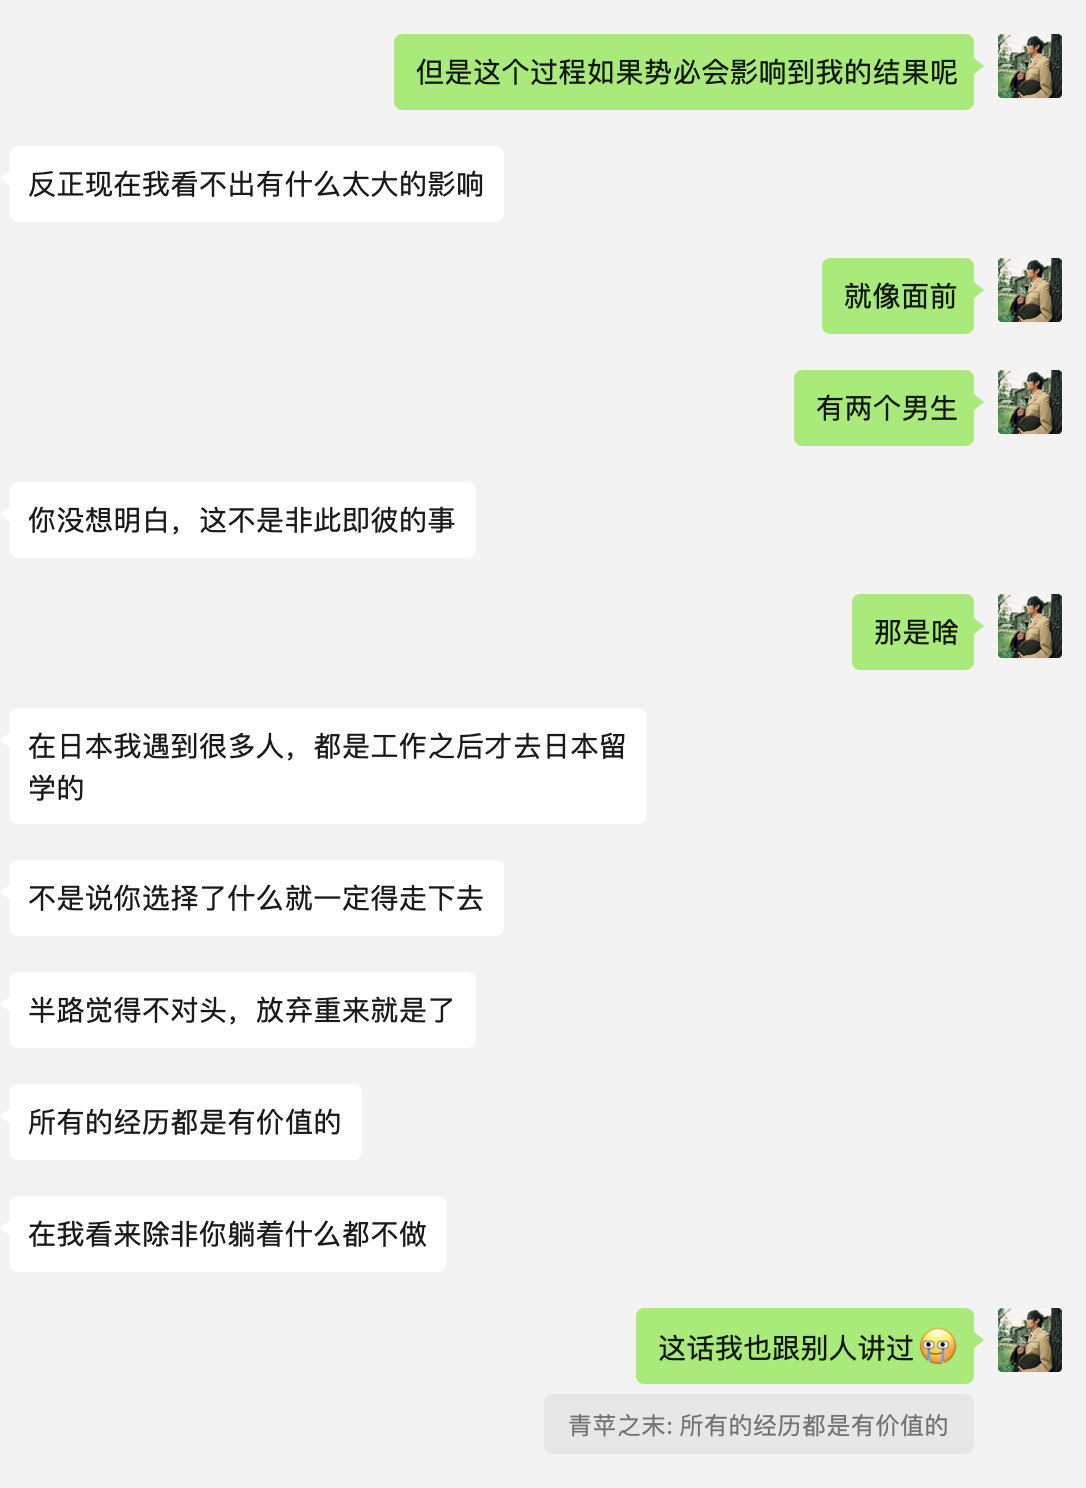 但是这个过程如果势必会影响到我的结果呢
反正现在我看不出有什么太大的影响
就像面前
有两个男生
你没想明白，这不是非此即彼的事
那是啥
在日本我遇到很多人，都是工作之后才去日本留
学的
不是说你选择了什么就一定得走下去
半路觉得不对头，放弃重来就是了
所有的经历都是有价值的
在我看来除非你躺着什么都不做
这话我也跟别人讲过😭
青苹之末: 所有的经历都是有价值的